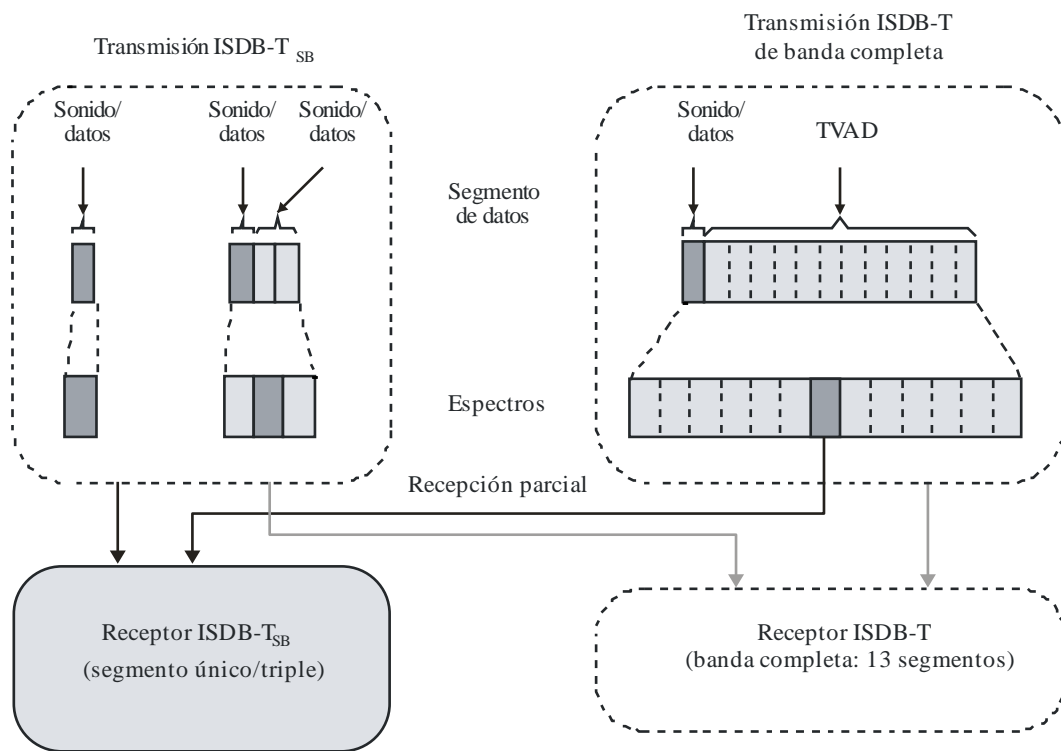 Transmisión ISDB-T SB
Transmisión ISDB-T
de banda completa
Sonido/
datos
Sonido/
datos
Sonido/
datos
Sonido/
datos
TVAD
Segmento
de datos
Espectros
Recepción parcial
Receptor ISDB-TSB
(segmento único/triple)
Receptor ISDB-T
(banda completa: 13 segmentos)